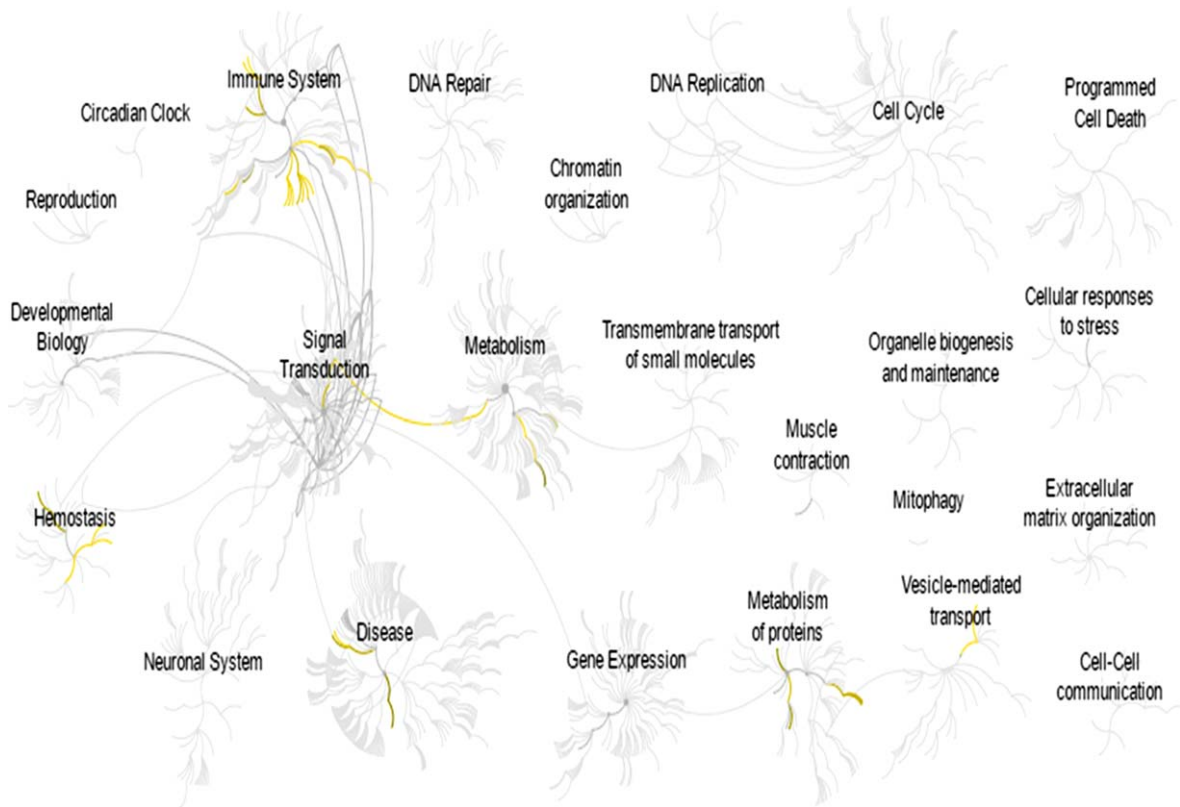 Immune System
DNA Repair
DNA Replication
Cell Cycle
Programmed
Cell Death
Circadian Clock
Chromatin
organization
Reproduction
Developmental
Biology
Signal
Transduction
Metabolism
Transmembrane transport
of small molecules
Organelle biogenesis
and maintenance
Cellular responses
to stress
Muscle
contraction
Mitophagy
Extracellular
matrix organization
Hemostasis
Neuronal System
Disease
Gene Expression
Metabolism
of proteins
Vesicle-mediated
transport
Cell-Cell
communication